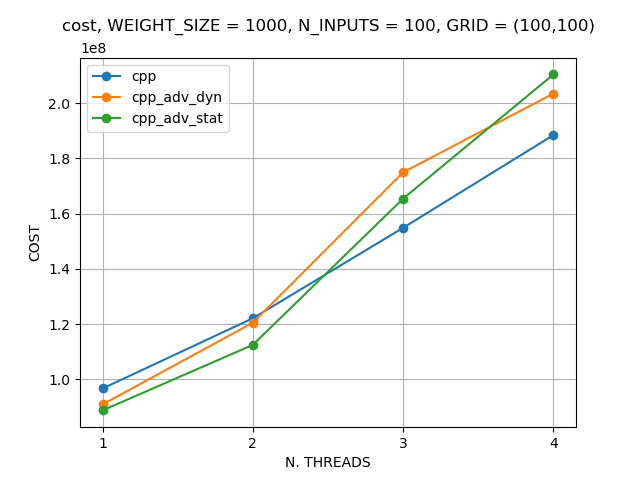 cost, WEIGHT_SIZE = 1000, N_INPUTS = 100, GRID = (100,100)
1e8
cpp
cpp_adv_dyn
cpp_adv_stat
2.0
1.8
1.6
1.4
1.2
1.0
COST
1 2 3 4
N. THREADS